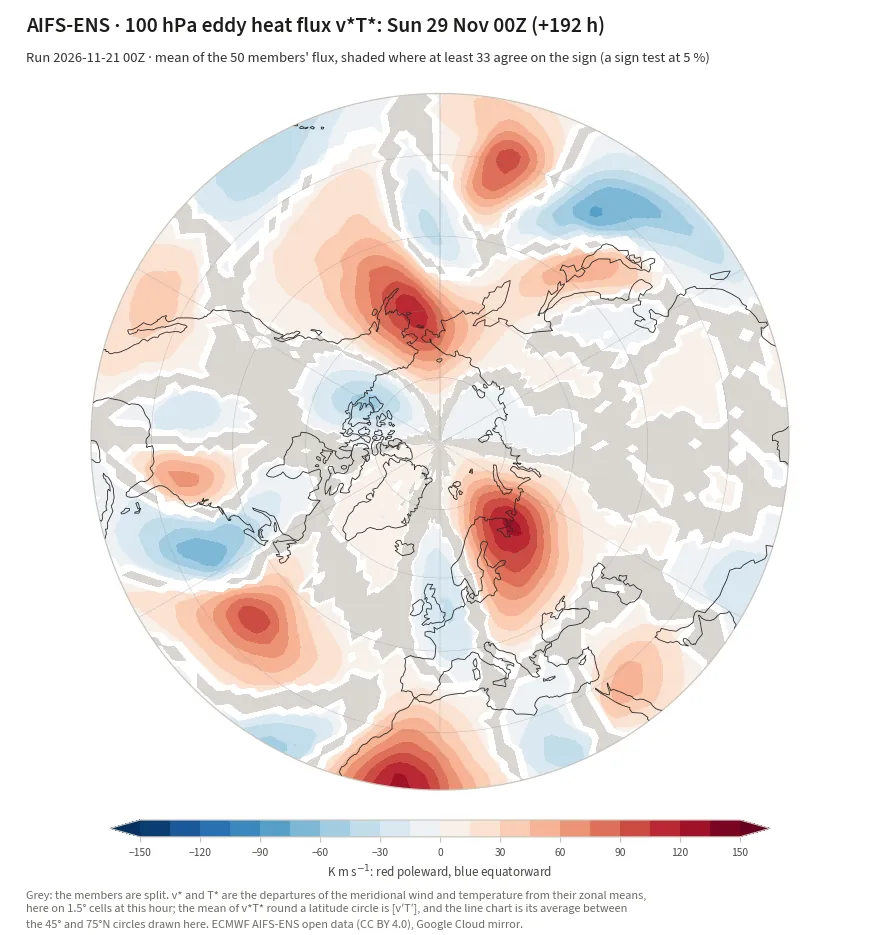 AIFS-ENS · 100 hPa eddy heat flux v*T*: Sun 29 Nov 00Z (+192 h)
Run 2026-11-21 00Z · mean of the 50 members' flux, shaded where at least 33 agree on the sign (a sign test at 5 %)
−150 −120 −90 −60 −30 0 30 60 90 120 150
K m s⁻¹: red poleward, blue equatorward
Grey: the members are split. v* and T* are the departures of the meridional wind and temperature from their zonal means,
here on 1.5° cells at this hour; the mean of v*T* round a latitude circle is [v′T′], and the line chart is its average between
the 45° and 75°N circles drawn here. ECMWF AIFS-ENS open data (CC BY 4.0), Google Cloud mirror.